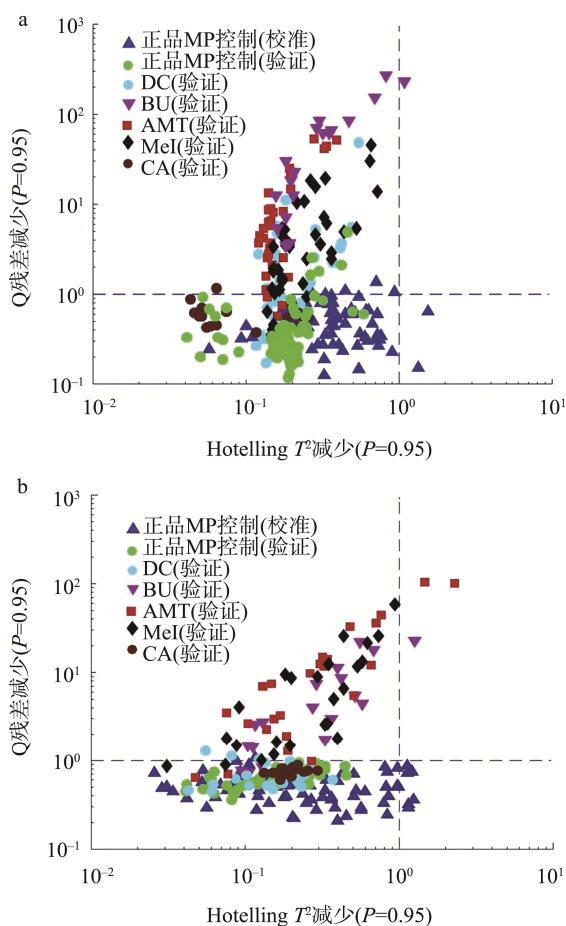 a
10³
正品MP控制(校准)
正品MP控制(验证)
DC(验证)
BU(验证)
AMT(验证)
MeI(验证)
CA(验证)
10²
10¹
10⁰
10⁻¹
Q残差减少(P=0.95)
10⁻² 10⁻¹ 10⁰ 10¹
Hotelling T²减少(P=0.95)
b
10³
正品MP控制(校准)
正品MP控制(验证)
DC(验证)
BU(验证)
AMT(验证)
MeI(验证)
CA(验证)
10²
10¹
10⁰
10⁻¹
Q残差减少(P=0.95)
10⁻² 10⁻¹ 10⁰ 10¹
Hotelling T²减少(P=0.95)